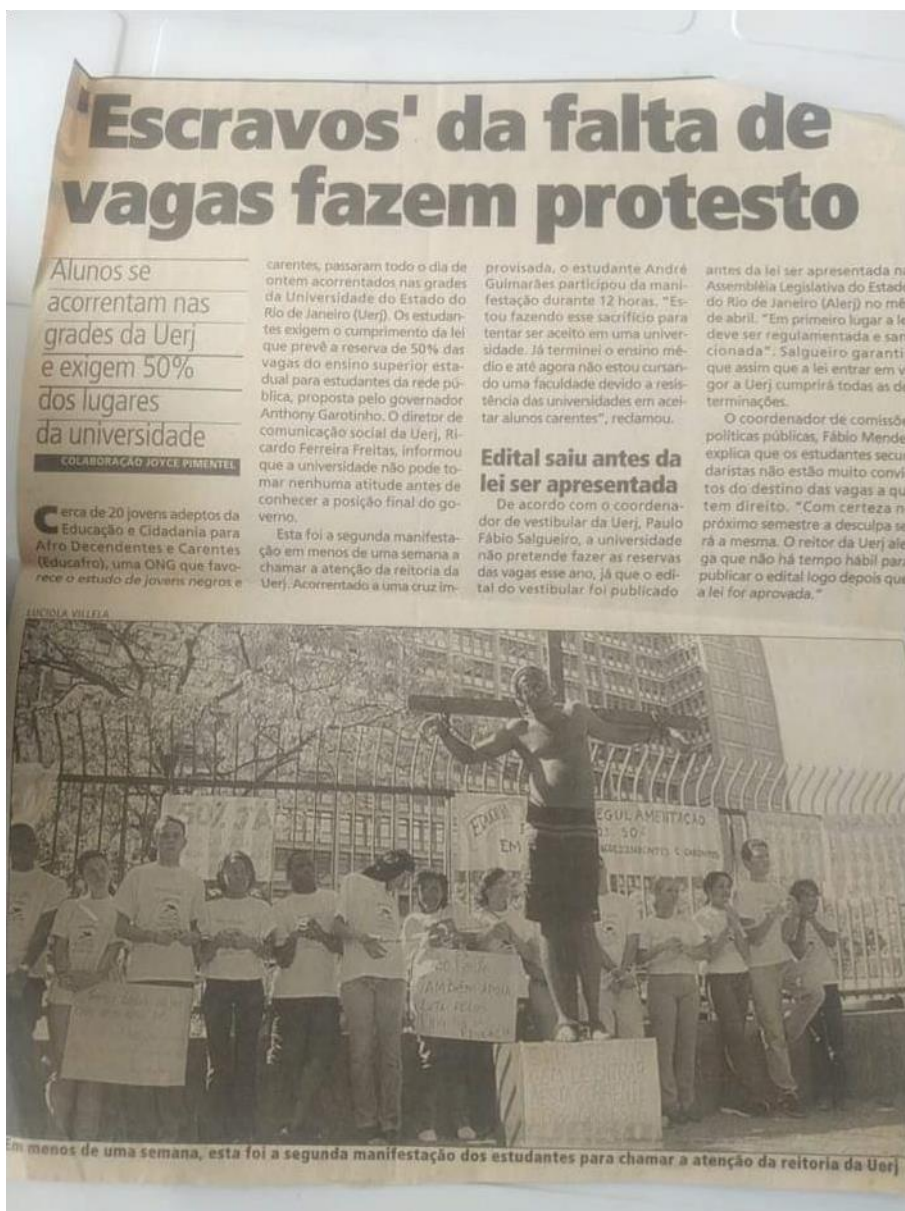 'Escravos' da falta de
vagas fazem protesto
Alunos se
acorrentam nas
grades da Uerj
e exigem 50%
dos lugares
da universidade
COLABORAÇÃO JOYCE PIMENTEL
Cerca de 20 jovens adeptos da
Educação e Cidadania para
Afro Decendentes e Carentes
(Educafro), uma ONG que favo-
rece o estudo de jovens negros e
carentes, passaram todo o dia de
ontem acorrentados nas grades
da Universidade do Estado do
Rio de Janeiro (Uerj). Os estudan-
tes exigem o cumprimento da lei
que prevê a reserva de 50% das
vagas do ensino superior esta-
dual para estudantes da rede pú-
blica, proposta pelo governador
Anthony Garotinho. O diretor de
comunicação social da Uerj, Ri-
cardo Ferreira Freitas, informou
que a universidade não pode to-
mar nenhuma atitude antes de
conhecer a posição final do go-
verno.
Esta foi a segunda manifesta-
ção em menos de uma semana a
chamar a atenção da reitoria da
Uerj. Acorrentado a uma cruz im-
provisada, o estudante André
Guimarães participou da mani-
festação durante 12 horas. "Es-
tou fazendo esse sacrifício para
tentar ser aceito em uma univer-
sidade. Já terminei o ensino mé-
dio e até agora não estou cursan-
do uma faculdade devido a resis-
tência das universidades em acei-
tar alunos carentes", reclamou.
Edital saiu antes da
lei ser apresentada
De acordo com o coordena-
dor de vestibular da Uerj, Paulo
Fábio Salgueiro, a universidade
não pretende fazer as reservas
das vagas esse ano, já que o edi-
tal do vestibular foi publicado
antes da lei ser apresentada na
Assembléia Legislativa do Estado
do Rio de Janeiro (Alerj) no mê
de abril. "Em primeiro lugar a le
deve ser regulamentada e san
cionada". Salgueiro garanti
que assim que a lei entrar em v
gor a Uerj cumprirá todas as de
terminações.
O coordenador de comissõe
políticas públicas, Fábio Mende
explica que os estudantes secun
daristas não estão muito convic
tos do destino das vagas a qu
tem direito. "Com certeza n
próximo semestre a desculpa se
rá a mesma. O reitor da Uerj ale
ga que não há tempo hábil para
publicar o edital logo depois que
a lei for aprovada."
LUCIOLA VILLELA
REGULAMENTAÇÃO
EM
TAMBÉM APOIA
LUTA PELOS
Em menos de uma semana, esta foi a segunda manifestação dos estudantes para chamar a atenção da reitoria da Uerj